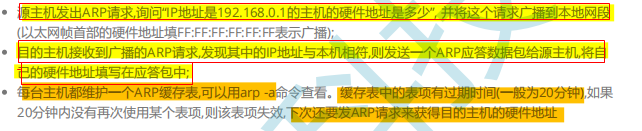 • 源主机发出ARP请求,询问“IP地址是192.168.0.1的主机的硬件地址是多少”, 并将这个请求广播到本地网段
(以太网帧首部的硬件地址填FF:FF:FF:FF:FF:FF表示广播);
• 目的主机接收到广播的ARP请求,发现其中的IP地址与本机相符,则发送一个ARP应答数据包给源主机,将自
己的硬件地址填写在应答包中;
• 每台主机都维护一个ARP缓存表,可以用arp -a命令查看。缓存表中的表项有过期时间(一般为20分钟),如果
20分钟内没有再次使用某个表项,则该表项失效,下次还要发ARP请求来获得目的主机的硬件地址